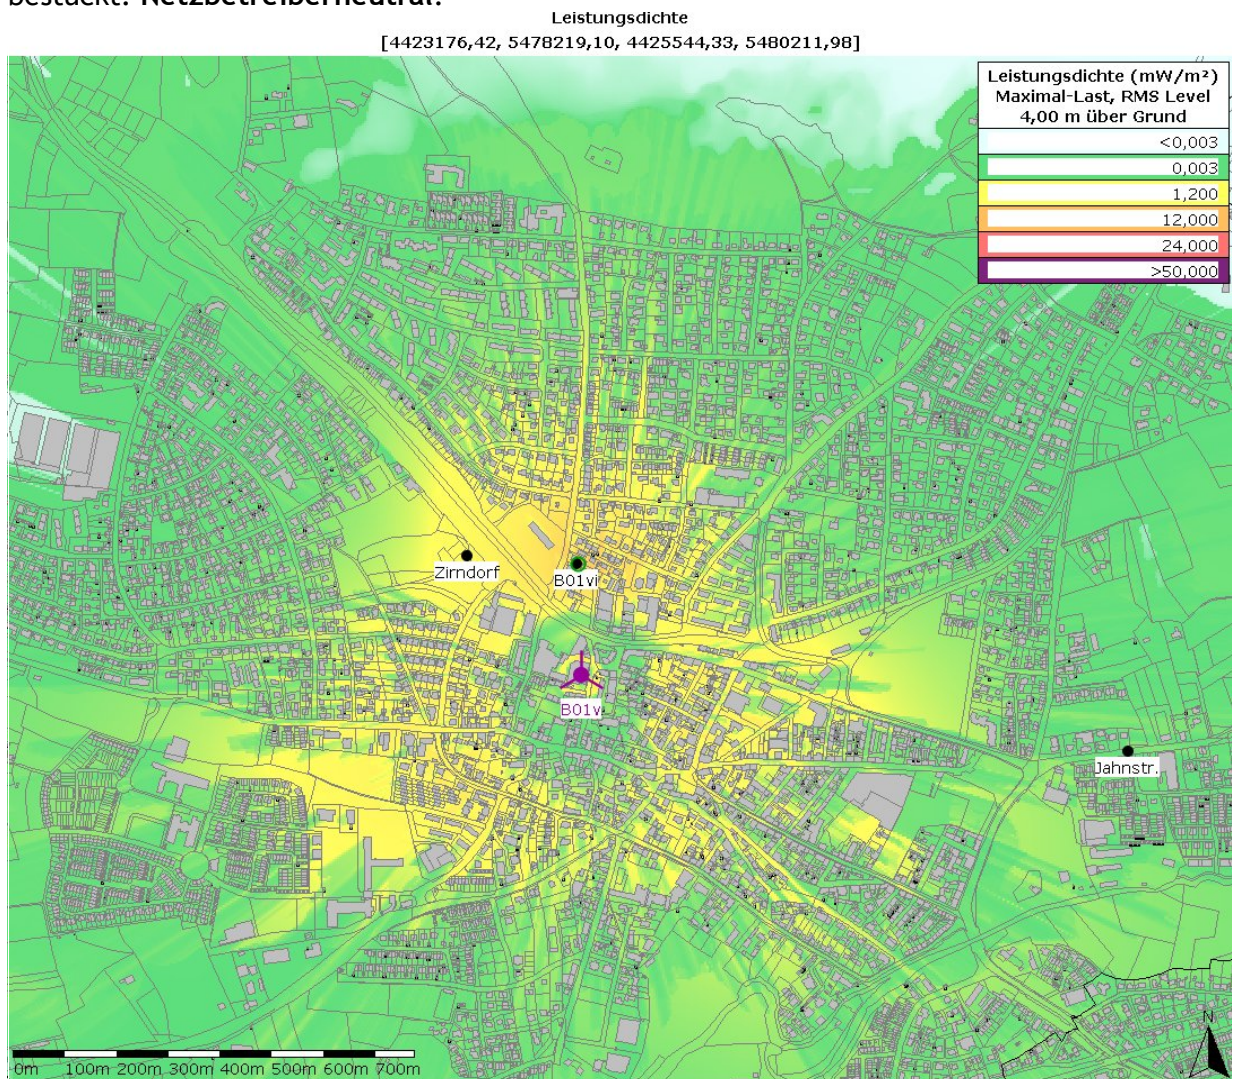 bestückt. Netzbetreiberneutral.
Leistungsdichte
[4423176,42, 5478219,10, 4425544,33, 5480211,98]
Leistungsdichte (mW/m²)
Maximal-Last, RMS Level
4,00 m über Grund
<0,003
0,003
1,200
12,000
24,000
>50,000
Zirndorf
B01vi
B01v
Jahnstr.
N
0m 100m 200m 300m 400m 500m 600m 700m